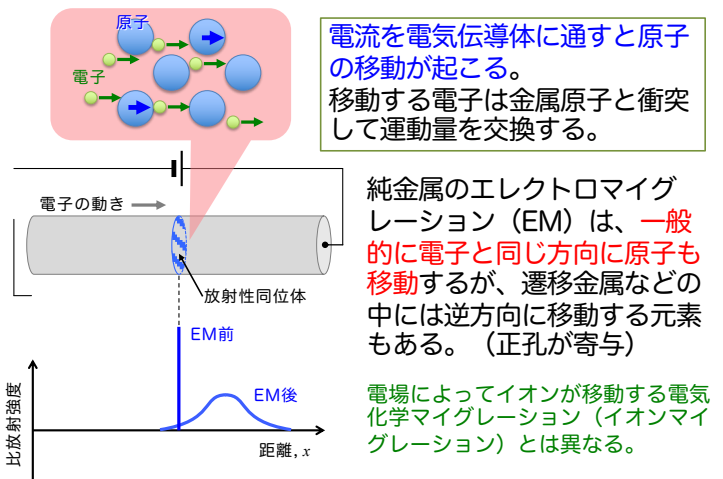 原子
電子
電流を電気伝導体に通すと原子
の移動が起こる。
移動する電子は金属原子と衝突
して運動量を交換する。
電子の動き
放射性同位体
純金属のエレクトロマイグ
レーション（EM）は、一般
的に電子と同じ方向に原子も
移動するが、遷移金属などの
中には逆方向に移動する元素
もある。（正孔が寄与）
EM前
EM後
比放射強度
距離, x
電場によってイオンが移動する電気
化学マイグレーション（イオンマイ
グレーション）とは異なる。